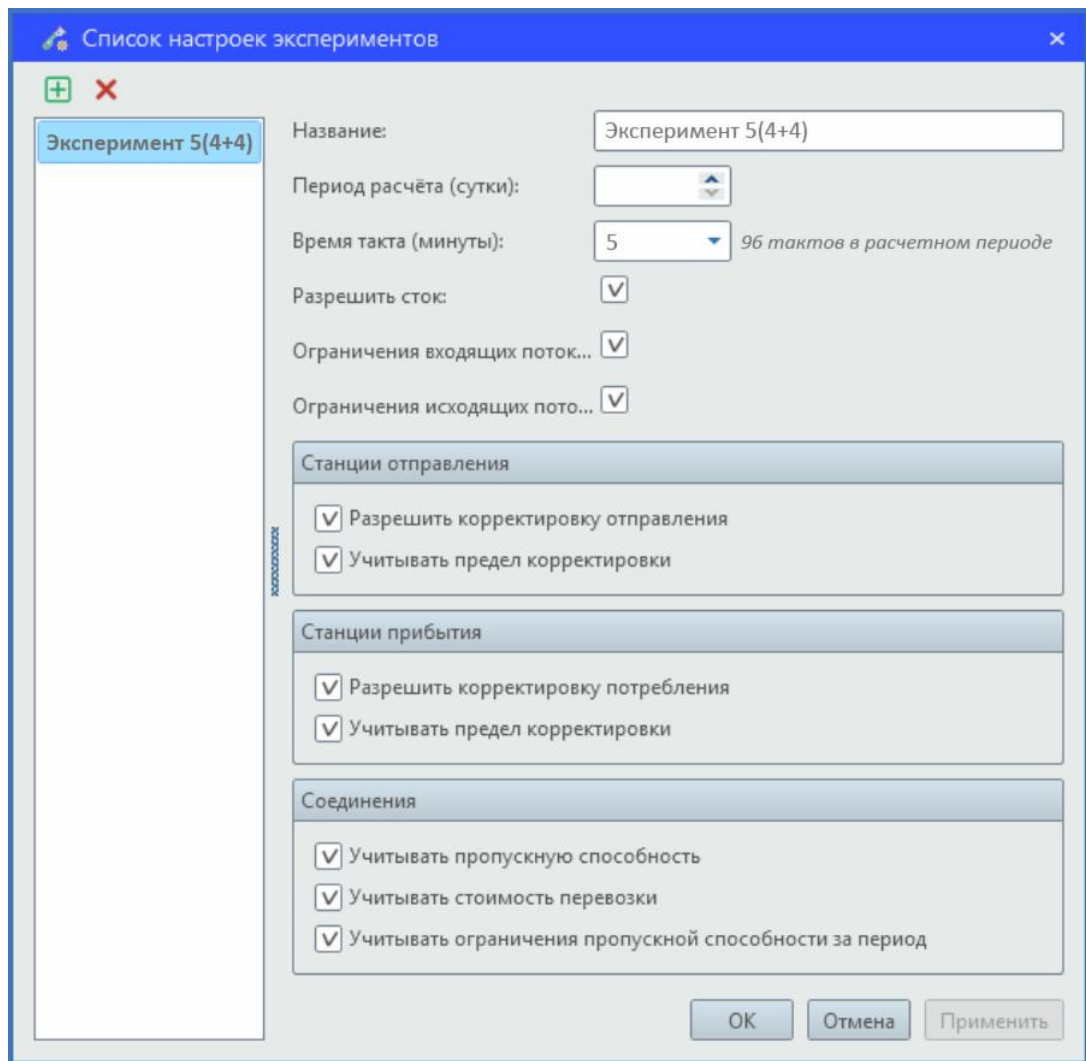 Список настроек экспериментов
Эксперимент 5(4+4)
Название: Эксперимент 5(4+4)
Период расчёта (сутки):
Время такта (минуты): 5 96 тактов в расчетном периоде
Разрешить сток:
Ограничения входящих поток...
Ограничения исходящих пото...
Станции отправления
Разрешить корректировку отправления
Учитывать предел корректировки
Станции прибытия
Разрешить корректировку потребления
Учитывать предел корректировки
Соединения
Учитывать пропускную способность
Учитывать стоимость перевозки
Учитывать ограничения пропускной способности за период
ОК Отмена Применить